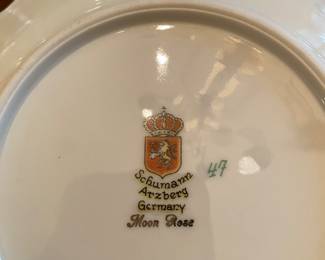 Schumann
Arzberg
Germany
Moon Rose
47